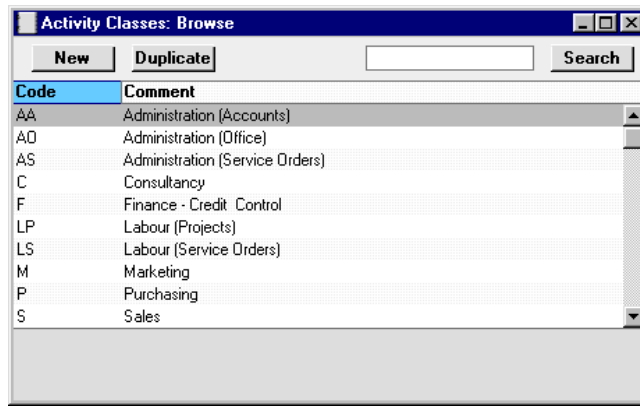 Activity Classes: Browse
New Duplicate Search
Code Comment
AA Administration (Accounts)
AO Administration (Office)
AS Administration (Service Orders)
C Consultancy
F Finance - Credit Control
LP Labour (Projects)
LS Labour (Service Orders)
M Marketing
P Purchasing
S Sales